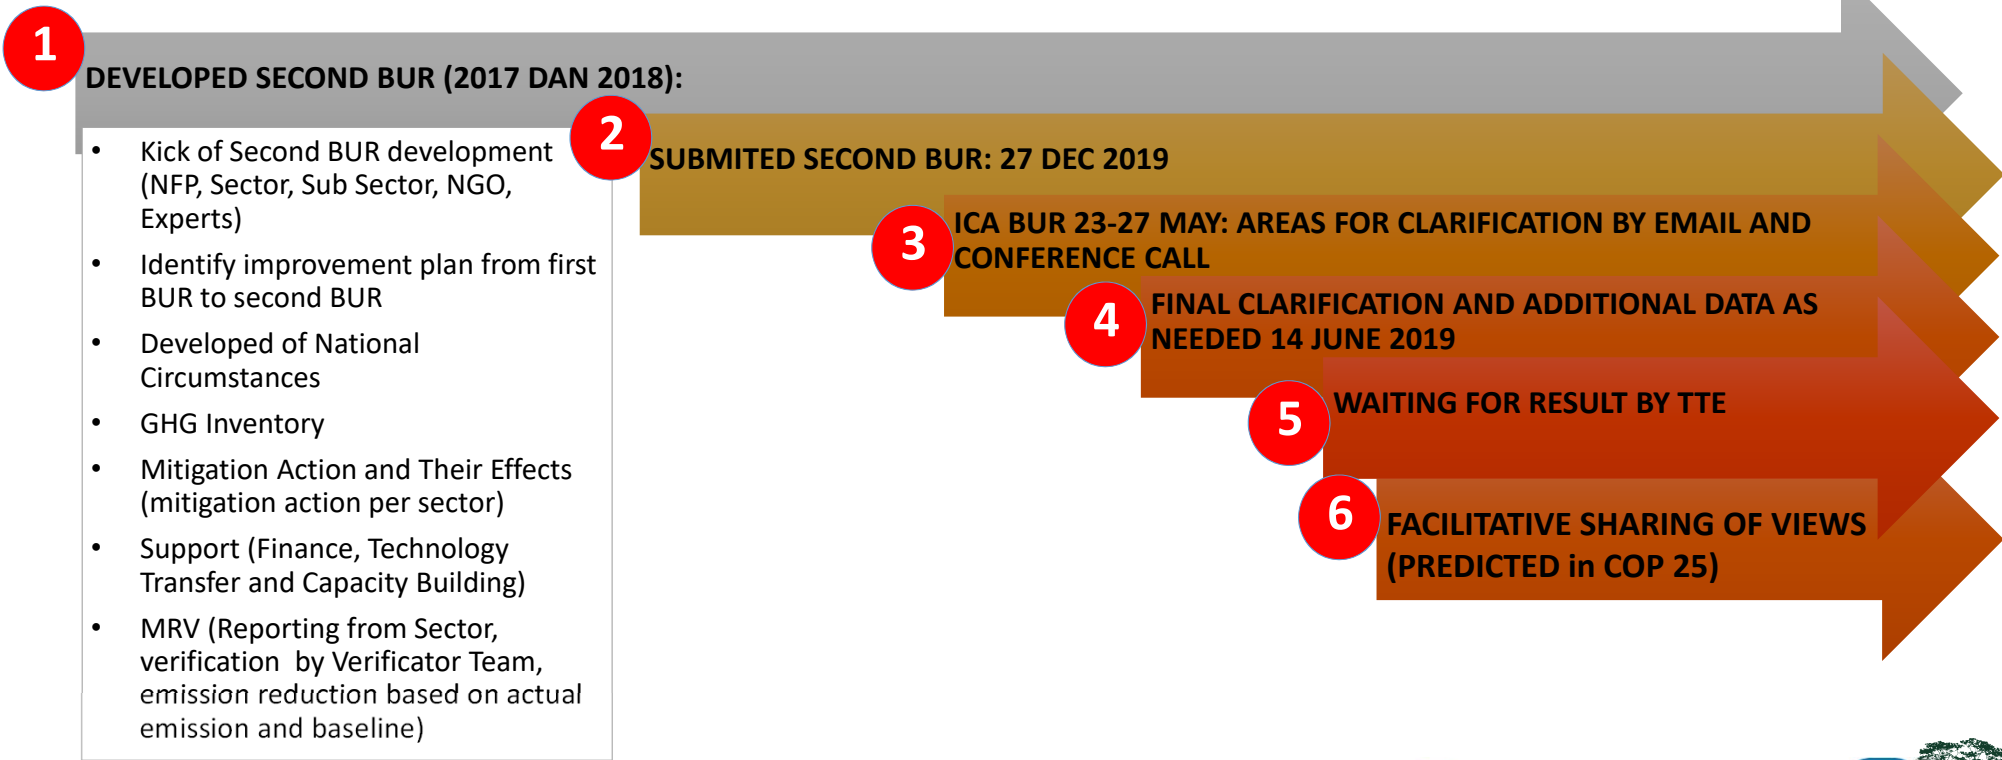 1
DEVELOPED SECOND BUR (2017 DAN 2018):
• Kick of Second BUR development
(NFP, Sector, Sub Sector, NGO,
Experts)
• Identify improvement plan from first
BUR to second BUR
• Developed of National
Circumstances
• GHG Inventory
• Mitigation Action and Their Effects
(mitigation action per sector)
• Support (Finance, Technology
Transfer and Capacity Building)
• MRV (Reporting from Sector,
verification  by Verificator Team,
emission reduction based on actual
emission and baseline)
2
SUBMITED SECOND BUR: 27 DEC 2019
3
ICA BUR 23-27 MAY: AREAS FOR CLARIFICATION BY EMAIL AND
CONFERENCE CALL
4
FINAL CLARIFICATION AND ADDITIONAL DATA AS
NEEDED 14 JUNE 2019
5
WAITING FOR RESULT BY TTE
6
FACILITATIVE SHARING OF VIEWS
(PREDICTED in COP 25)